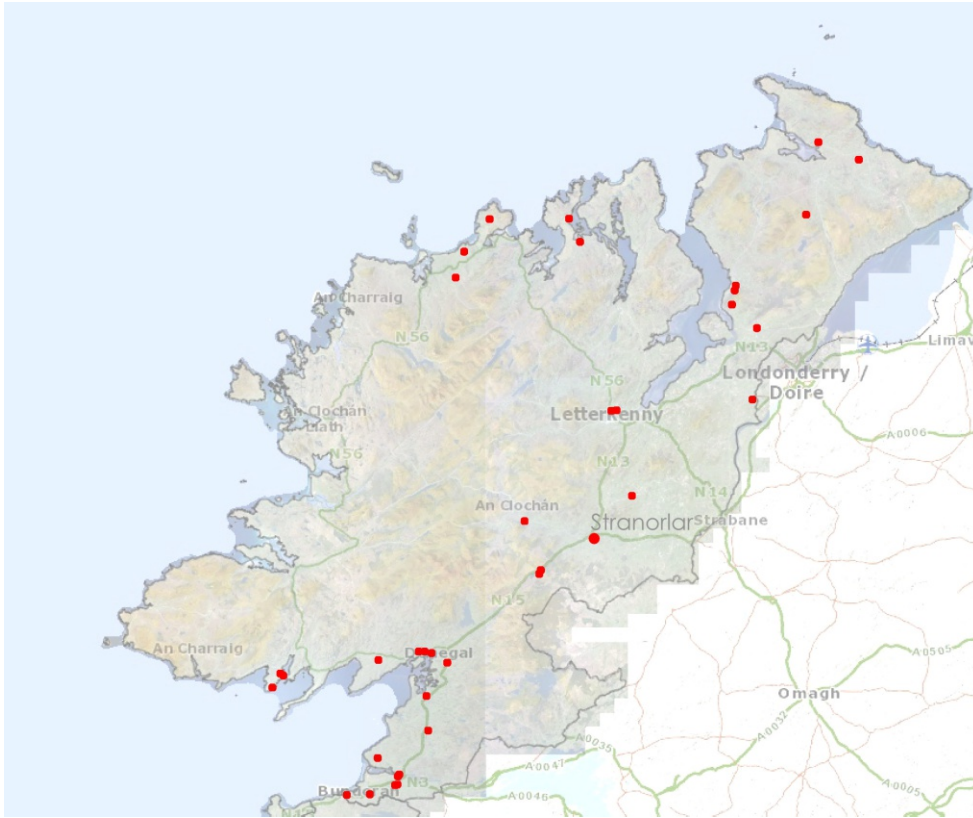 An Charraig
N56
N13
Limav
Londonderry /
Doire
N56
Letterkenny
An Clochán
Liath
A0006
N56
N13
N14
An Clochán
Stranorlar
Strabane
N15
An Charraig
Donegal
A0505
Omagh
A0032
A0035
A0047
N3
Bundoran
A0046
A0005